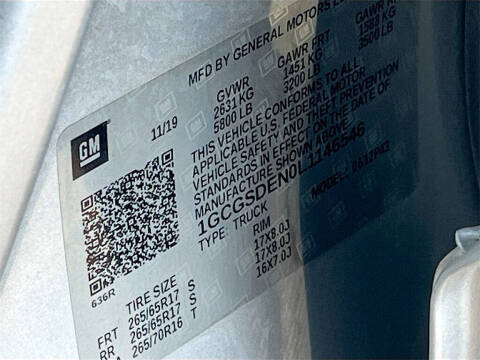 MFD BY GENERAL MOTORS
GVWR GAWR FRT GAWR RR
2631 KG 1451 KG 1588 KG
5800 LB 3200 LB 3500 LB
GM
11/19
THIS VEHICLE CONFORMS TO ALL
APPLICABLE U.S. FEDERAL MOTOR
VEHICLE SAFETY AND THEFT PREVENTION
STANDARDS IN EFFECT ON THE DATE OF
MANUFACTURE SHOWN ABOVE.
1GCGSDEN0L1146546
TYPE: TRUCK MODEL:
636R
TIRE SIZE RIM
FRT 265/65R17 S 17X8.0J
RR 265/65R17 S 17X8.0J
265/70R16 T 16X7.0J